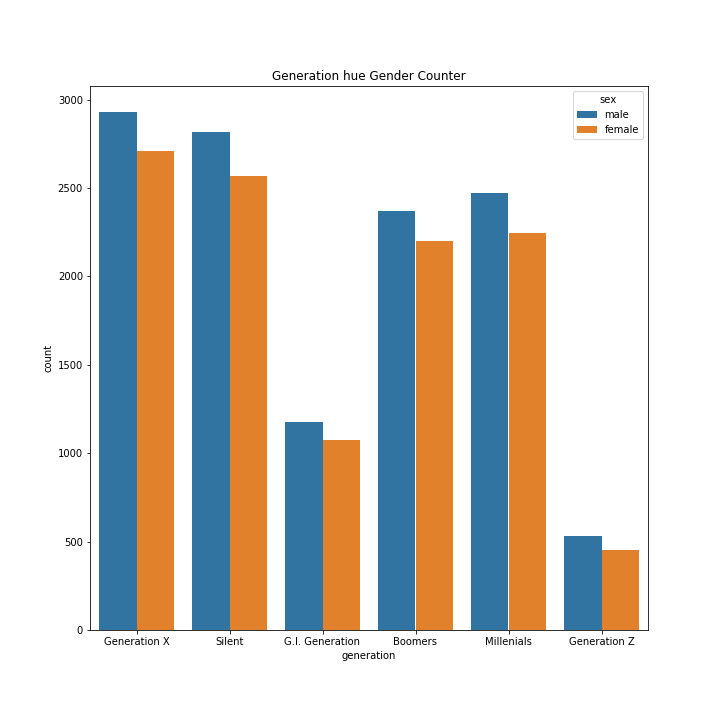 Generation hue Gender Counter
sex
male
female
3000
2500
2000
1500
1000
500
0
count
Generation X Silent G.I. Generation Boomers Millenials Generation Z
generation